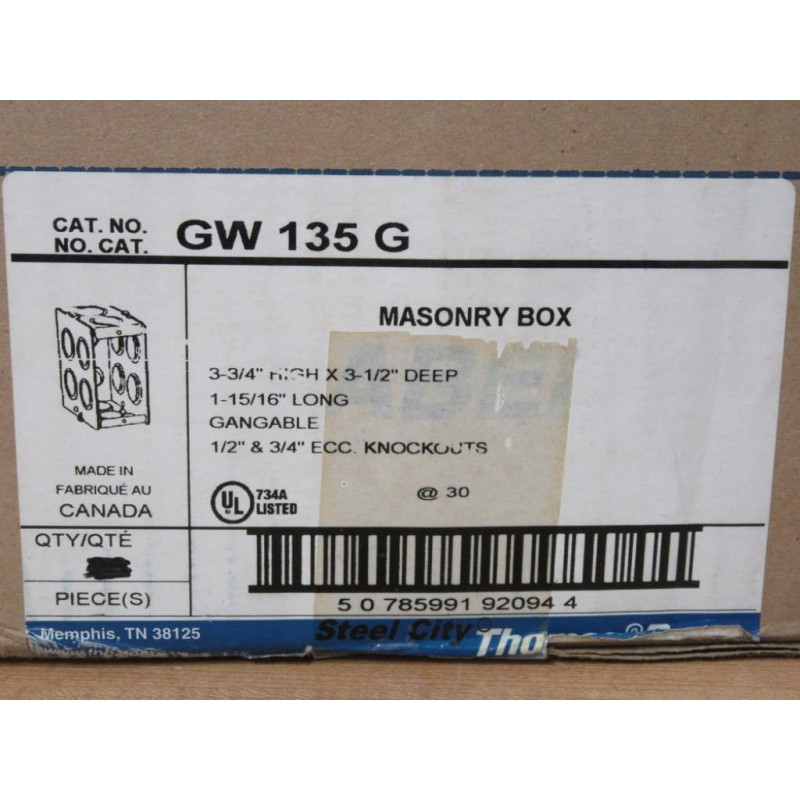 CAT. NO.
NO. CAT.
GW 135 G
MASONRY BOX
3-3/4" HIGH X 3-1/2" DEEP
1-15/16" LONG
GANGABLE
1/2" & 3/4" ECC. KNOCKOUTS
MADE IN
FABRIQUÉ AU
CANADA
UL
734A
LISTED
@ 30
QTY/QTÉ
PIECE(S)
5 0 785991 92094 4
Memphis, TN 38125
Steel City®